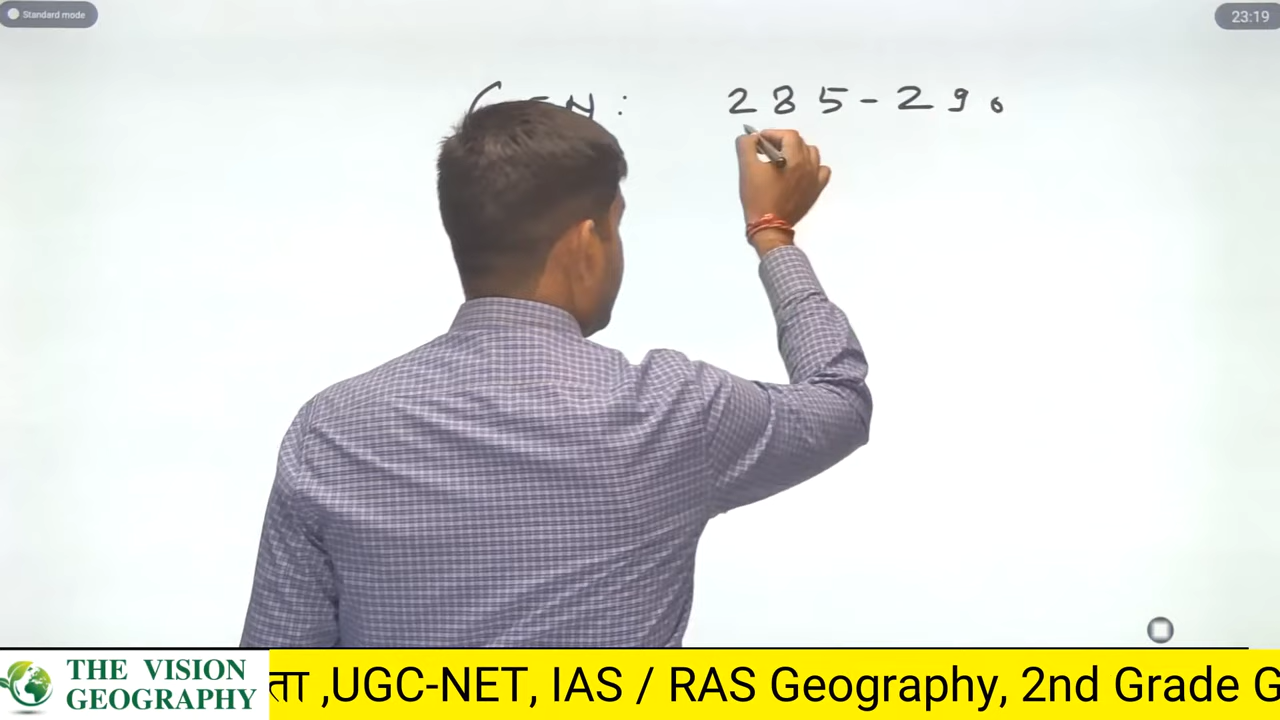 Standard mode
23:19
: 285-290
THE VISION
GEOGRAPHY
ता ,UGC-NET, IAS / RAS Geography, 2nd Grade G